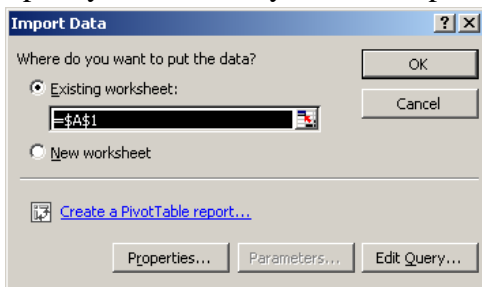 Import Data
Where do you want to put the data?
OK
Existing worksheet:
Cancel
=$A$1
New worksheet
Create a PivotTable report...
Properties...
Parameters...
Edit Query...